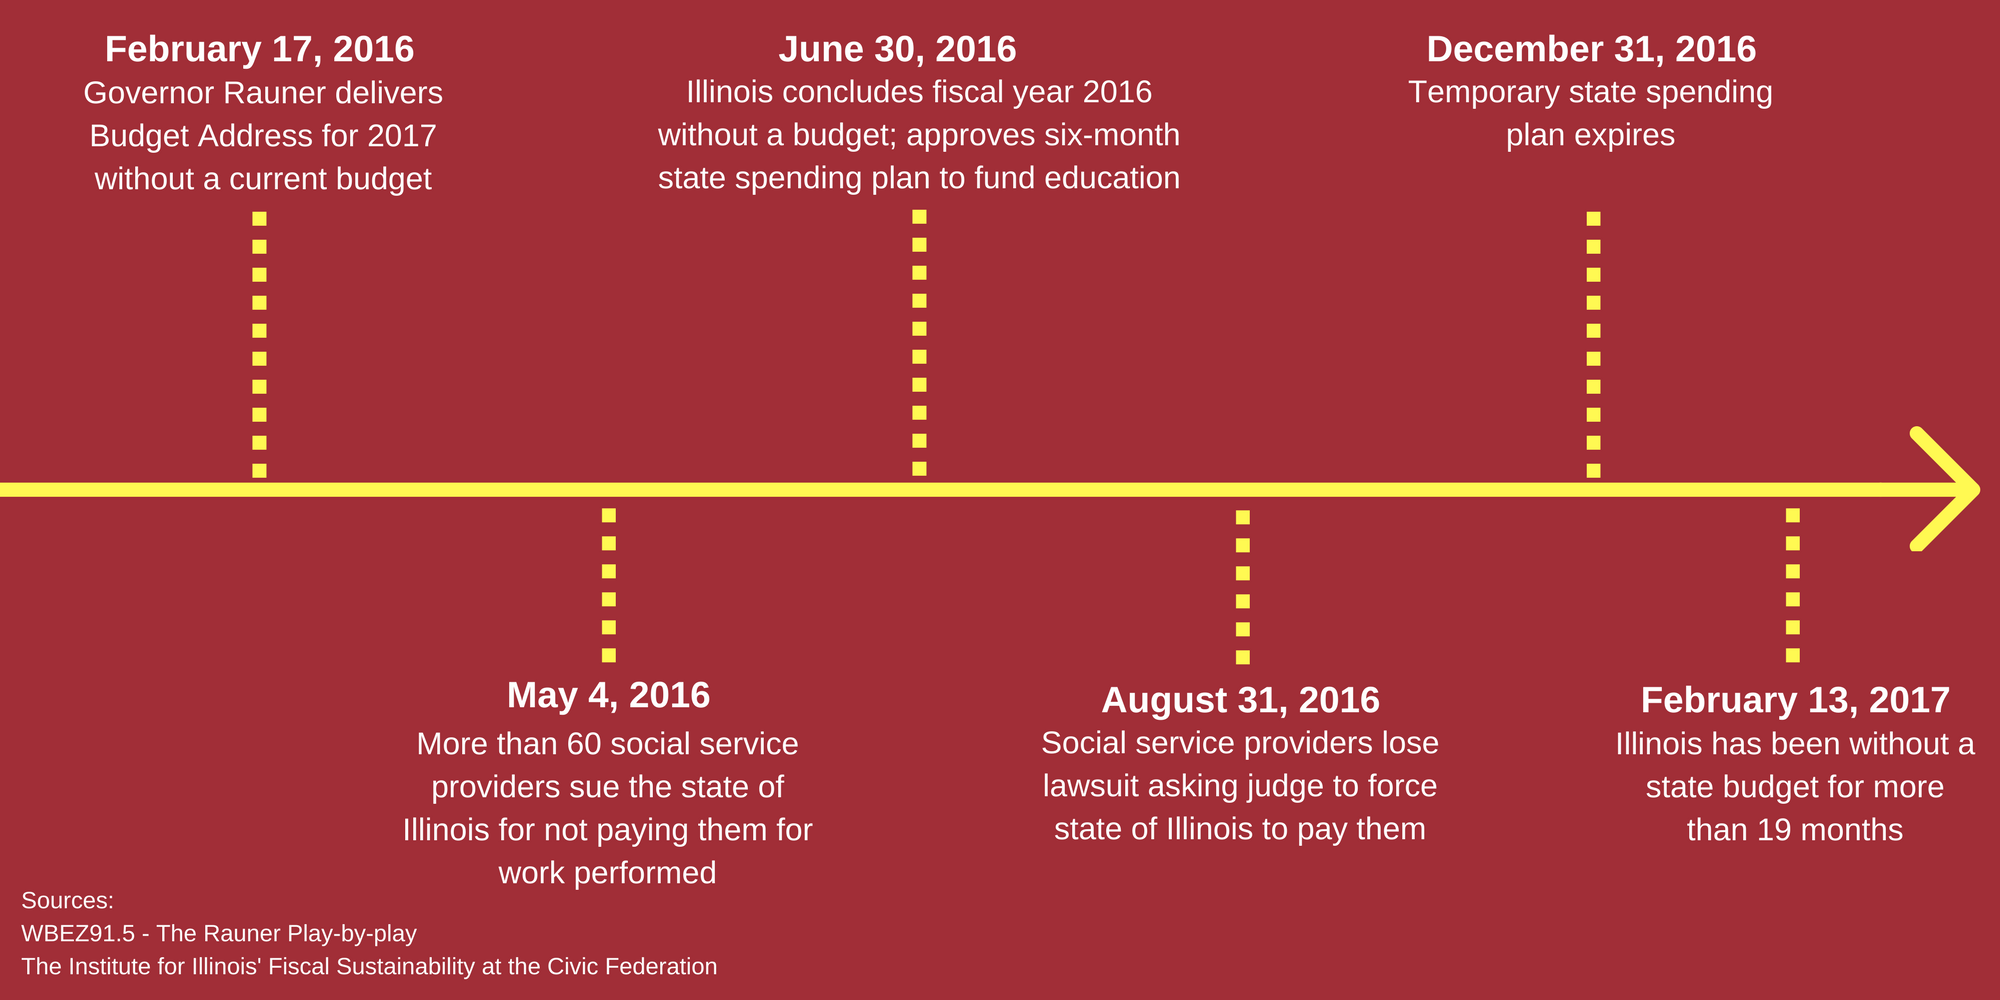 February 17, 2016
Governor Rauner delivers
Budget Address for 2017
without a current budget
June 30, 2016
Illinois concludes fiscal year 2016
without a budget; approves six-month
state spending plan to fund education
December 31, 2016
Temporary state spending
plan expires
May 4, 2016
More than 60 social service
providers sue the state of
Illinois for not paying them for
work performed
August 31, 2016
Social service providers lose
lawsuit asking judge to force
state of Illinois to pay them
February 13, 2017
Illinois has been without a
state budget for more
than 19 months
Sources:
WBEZ91.5 - The Rauner Play-by-play
The Institute for Illinois' Fiscal Sustainability at the Civic Federation